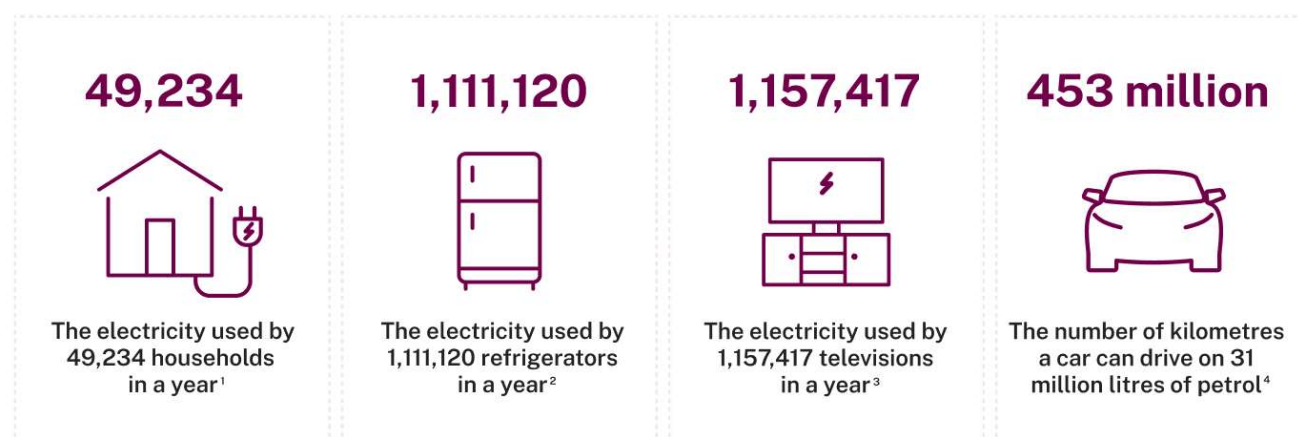 49,234
The electricity used by
49,234 households
in a year¹
1,111,120
The electricity used by
1,111,120 refrigerators
in a year²
1,157,417
The electricity used by
1,157,417 televisions
in a year³
453 million
The number of kilometres
a car can drive on 31
million litres of petrol⁴